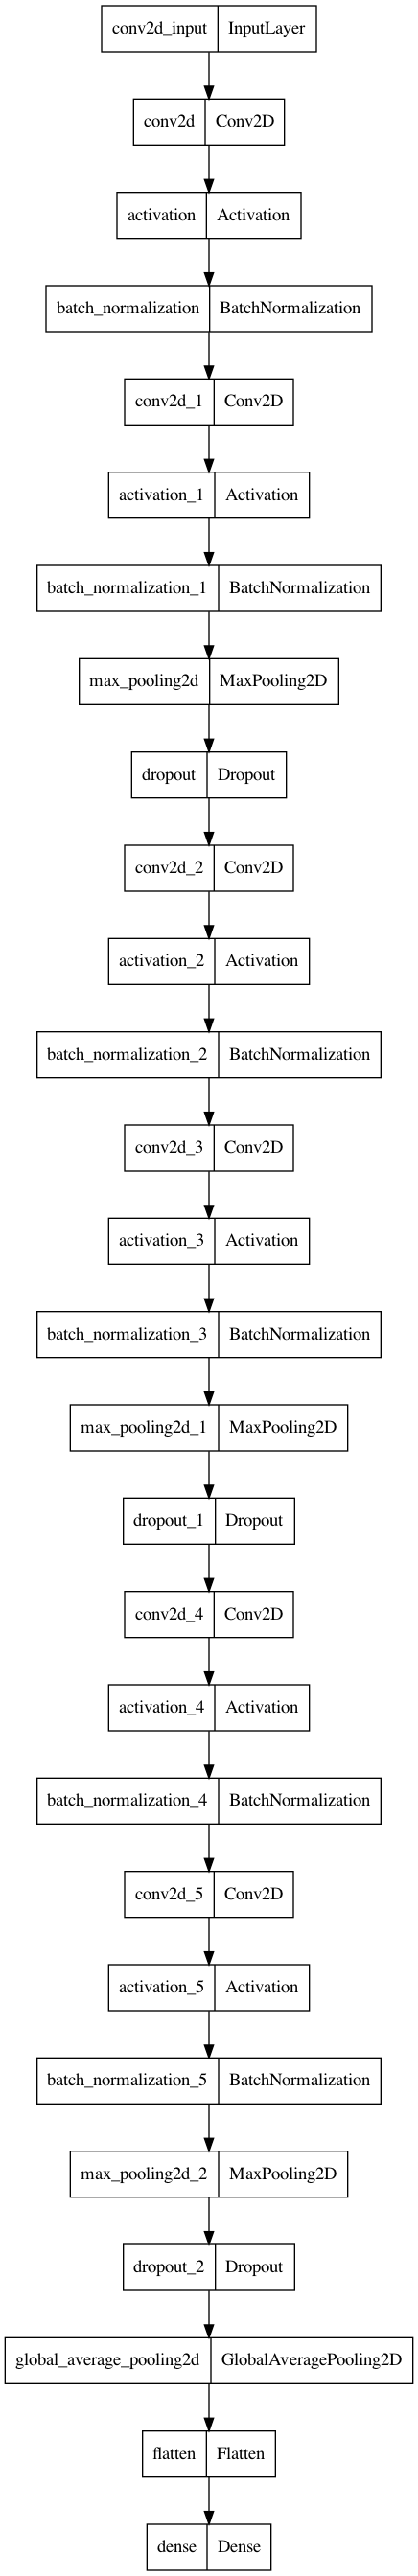 conv2d_input InputLayer
conv2d Conv2D
activation Activation
batch_normalization BatchNormalization
conv2d_1 Conv2D
activation_1 Activation
batch_normalization_1 BatchNormalization
max_pooling2d MaxPooling2D
dropout Dropout
conv2d_2 Conv2D
activation_2 Activation
batch_normalization_2 BatchNormalization
conv2d_3 Conv2D
activation_3 Activation
batch_normalization_3 BatchNormalization
max_pooling2d_1 MaxPooling2D
dropout_1 Dropout
conv2d_4 Conv2D
activation_4 Activation
batch_normalization_4 BatchNormalization
conv2d_5 Conv2D
activation_5 Activation
batch_normalization_5 BatchNormalization
max_pooling2d_2 MaxPooling2D
dropout_2 Dropout
global_average_pooling2d GlobalAveragePooling2D
flatten Flatten
dense Dense